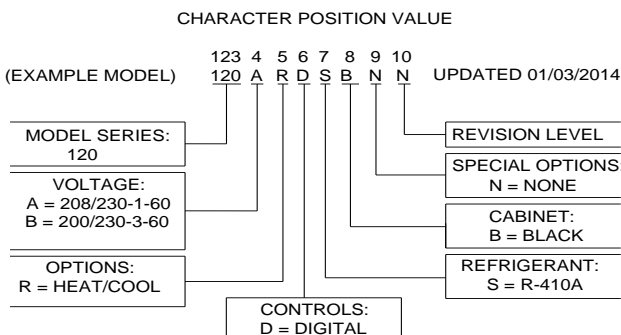 CHARACTER POSITION VALUE
123 4 5 6 7 8 9 10
(EXAMPLE MODEL) 120 A R D S B N N UPDATED 01/03/2014
MODEL SERIES:
120
VOLTAGE:
A = 208/230-1-60
B = 200/230-3-60
OPTIONS:
R = HEAT/COOL
CONTROLS:
D = DIGITAL
REVISION LEVEL
SPECIAL OPTIONS:
N = NONE
CABINET:
B = BLACK
REFRIGERANT:
S = R-410A